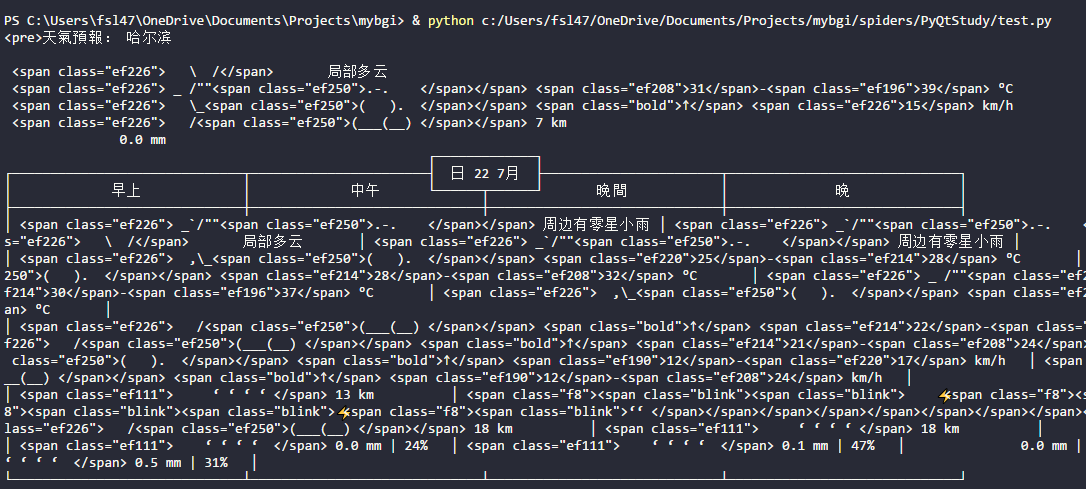 PS C:\Users\fsl47\OneDrive\Documents\Projects\mybgi> & python c:/Users/fsl47/OneDrive/Documents/Projects/mybgi/spiders/PyQtStudy/test.py
<pre>天氣預報: 哈尔滨
<span class="ef226">   \  /</span>       局部多云
<span class="ef226"> _ /""<span class="ef250">.-.    </span></span> <span class="ef208">31</span>-<span class="ef196">39</span> °C
<span class="ef226">   \_<span class="ef250">(   ).  </span></span> <span class="bold">↑</span> <span class="ef226">15</span> km/h
<span class="ef226">   /<span class="ef250">(___(__) </span></span> 7 km
0.0 mm
日 22 7月
早上 中午 晚間 晚
│ <span class="ef226"> _`/""<span class="ef250">.-.    </span></span> 周边有零星小雨 │ <span class="ef226"> _`/""<span class="ef250">.-.    <
s="ef226">   \  /</span>       局部多云       │ <span class="ef226"> _`/""<span class="ef250">.-.    </span></span> 周边有零星小雨 │
│ <span class="ef226">  ,\_<span class="ef250">(   ).  </span></span> <span class="ef220">25</span>-<span class="ef214">28</span> °C       │
250">(   ).  </span></span> <span class="ef214">28</span>-<span class="ef208">32</span> °C       │ <span class="ef226"> _ /""<span class="ef250">.-.
f214">30</span>-<span class="ef196">37</span> °C       │ <span class="ef226">  ,\_<span class="ef250">(   ).  </span></span> <span class="ef2
an> °C       │
│ <span class="ef226">   /<span class="ef250">(___(__) </span></span> <span class="bold">↑</span> <span class="ef214">22</span>-<span class="ef
f226">   /<span class="ef250">(___(__) </span></span> <span class="bold">↑</span> <span class="ef214">21</span>-<span class="ef208">24</span
class="ef250">(   ).  </span></span> <span class="bold">↑</span> <span class="ef190">12</span>-<span class="ef220">17</span> km/h   │ <span
__(__) </span></span> <span class="bold">↑</span> <span class="ef190">12</span>-<span class="ef208">24</span> km/h   │
│ <span class="ef111">     ‘ ‘ ‘ ‘ </span> 13 km          │ <span class="f8"><span class="blink"><span class="blink">    ⚡<span class="f8"><s
8"><span class="blink"><span class="blink">⚡<span class="f8"><span class="blink">‘‘ </span></span></span></span></span></span></span></span>
lass="ef226">   /<span class="ef250">(___(__) </span></span> 18 km          │ <span class="ef111">     ‘ ‘ ‘ ‘ </span> 18 km          │
│ <span class="ef111">    ‘ ‘ ‘ ‘  </span> 0.0 mm | 24%   │ <span class="ef111">    ‘ ‘ ‘ ‘  </span> 0.1 mm | 47%   │               0.0 mm |
‘ ‘ ‘ ‘  </span> 0.5 mm | 31%   │